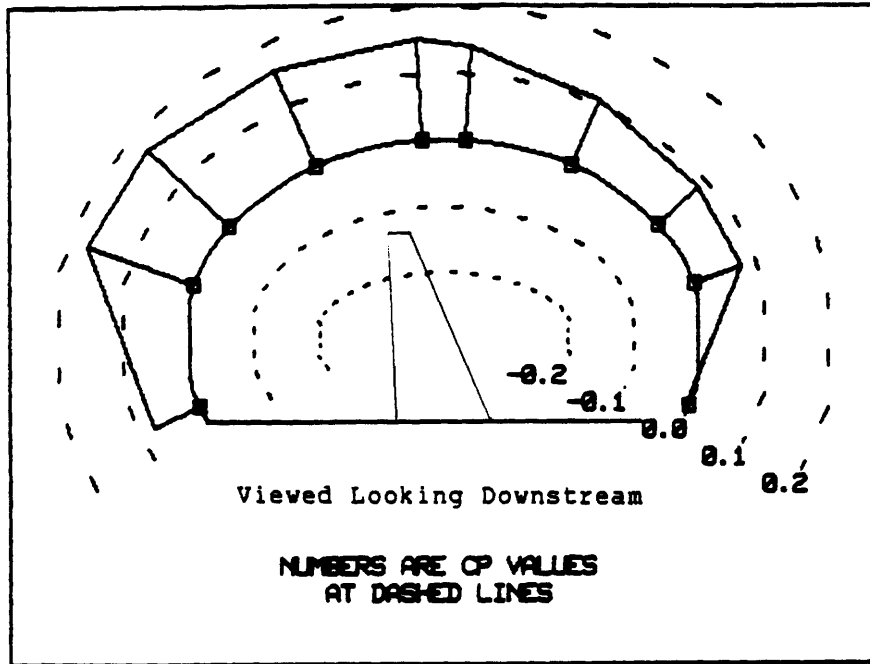 -0.2
-0.1
0.0
0.1
0.2
Viewed Looking Downstream
NUMBERS ARE CP VALUES
AT DASHED LINES